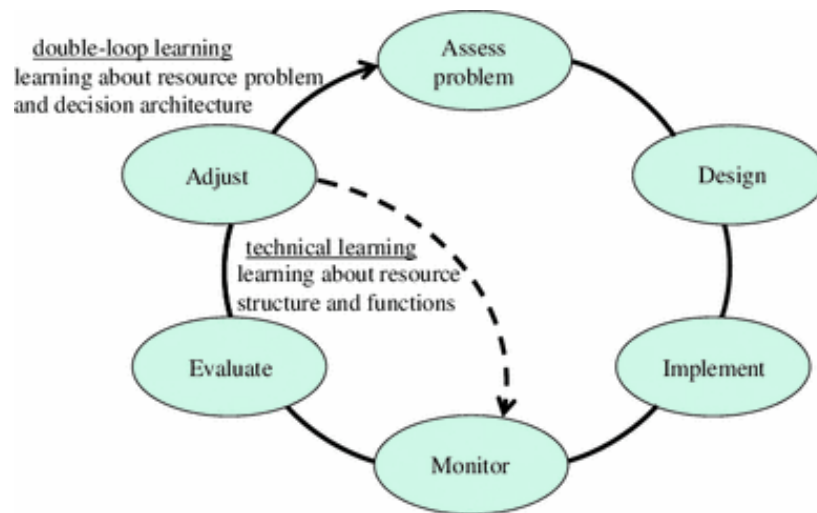 double-loop learning
learning about resource problem
and decision architecture
Assess
problem
Adjust
Design
technical learning
learning about resource
structure and functions
Evaluate
Implement
Monitor